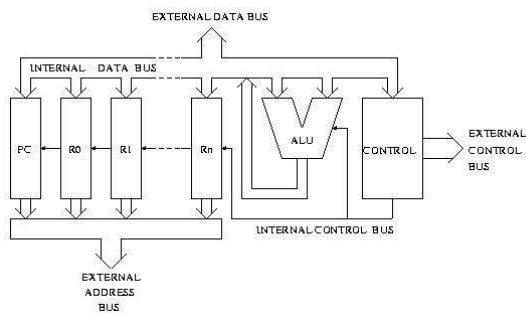 EXTERNAL DATA BUS
INTERNAL DATA BUS
PC
R0
R1
Rn
ALU
CONTROL
EXTERNAL
CONTROL
BUS
INTERNAL CONTROL BUS
EXTERNAL
ADDRESS
BUS